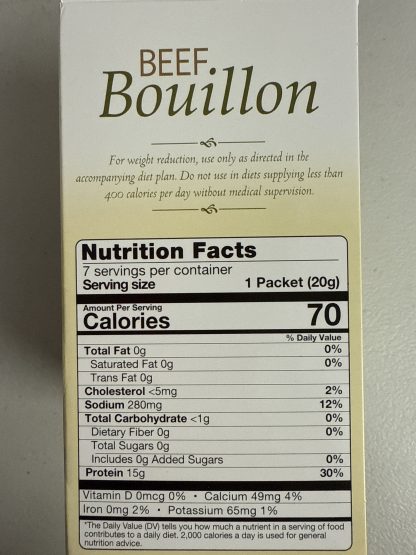 BEEF
Bouillon
For weight reduction, use only as directed in the
accompanying diet plan. Do not use in diets supplying less than
400 calories per day without medical supervision.
Nutrition Facts
7 servings per container
Serving size 1 Packet (20g)
Amount Per Serving
Calories 70
% Daily Value
Total Fat 0g 0%
Saturated Fat 0g 0%
Trans Fat 0g
Cholesterol <5mg 2%
Sodium 280mg 12%
Total Carbohydrate <1g 0%
Dietary Fiber 0g 0%
Total Sugars 0g
Includes 0g Added Sugars 0%
Protein 15g 30%
Vitamin D 0mcg 0% • Calcium 49mg 4%
Iron 0mg 2% • Potassium 65mg 1%
*The Daily Value (DV) tells you how much a nutrient in a serving of food
contributes to a daily diet. 2,000 calories a day is used for general
nutrition advice.